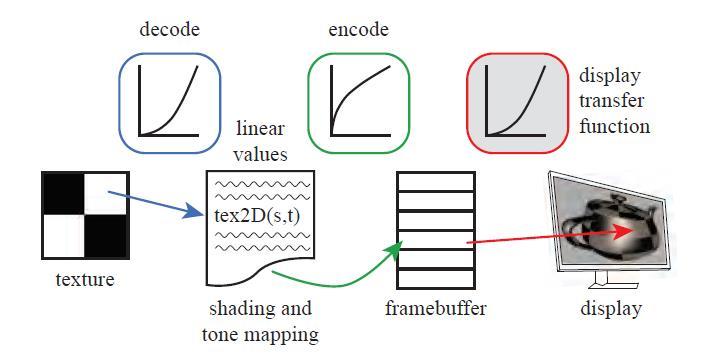 decode
encode
display
transfer
function
linear
values
tex2D(s,t)
texture
shading and
tone mapping
framebuffer
display